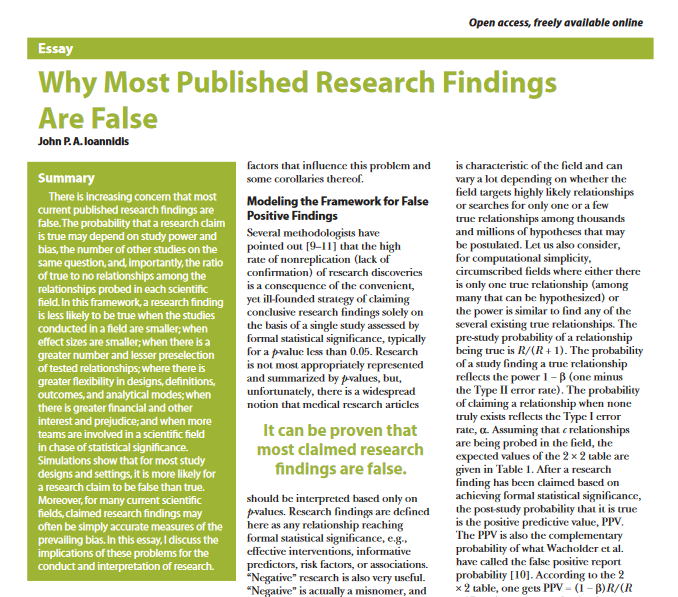 Open access, freely available online
Essay
Why Most Published Research Findings
Are False
John P. A. Ioannidis
Summary
There is increasing concern that most
current published research findings are
false. The probability that a research claim
is true may depend on study power and
bias, the number of other studies on the
same question, and, importantly, the ratio
of true to no relationships among the
relationships probed in each scientific
field. In this framework, a research finding
is less likely to be true when the studies
conducted in a field are smaller; when
effect sizes are smaller; when there is a
greater number and lesser preselection
of tested relationships; where there is
greater flexibility in designs, definitions,
outcomes, and analytical modes; when
there is greater financial and other
interest and prejudice; and when more
teams are involved in a scientific field
in chase of statistical significance.
Simulations show that for most study
designs and settings, it is more likely for
a research claim to be false than true.
Moreover, for many current scientific
fields, claimed research findings may
often be simply accurate measures of the
prevailing bias. In this essay, I discuss the
implications of these problems for the
conduct and interpretation of research.
factors that influence this problem and
some corollaries thereof.
Modeling the Framework for False
Positive Findings
Several methodologists have
pointed out [9–11] that the high
rate of nonreplication (lack of
confirmation) of research discoveries
is a consequence of the convenient,
yet ill-founded strategy of claiming
conclusive research findings solely on
the basis of a single study assessed by
formal statistical significance, typically
for a p-value less than 0.05. Research
is not most appropriately represented
and summarized by p-values, but,
unfortunately, there is a widespread
notion that medical research articles
It can be proven that
most claimed research
findings are false.
should be interpreted based only on
p-values. Research findings are defined
here as any relationship reaching
formal statistical significance, e.g.,
effective interventions, informative
predictors, risk factors, or associations.
“Negative” research is also very useful.
“Negative” is actually a misnomer, and
is characteristic of the field and can
vary a lot depending on whether the
field targets highly likely relationships
or searches for only one or a few
true relationships among thousands
and millions of hypotheses that may
be postulated. Let us also consider,
for computational simplicity,
circumscribed fields where either there
is only one true relationship (among
many that can be hypothesized) or
the power is similar to find any of the
several existing true relationships. The
pre-study probability of a relationship
being true is R/(R + 1). The probability
of a study finding a true relationship
reflects the power 1 − β (one minus
the Type II error rate). The probability
of claiming a relationship when none
truly exists reflects the Type I error
rate, α. Assuming that c relationships
are being probed in the field, the
expected values of the 2 × 2 table are
given in Table 1. After a research
finding has been claimed based on
achieving formal statistical significance,
the post-study probability that it is true
is the positive predictive value, PPV.
The PPV is also the complementary
probability of what Wacholder et al.
have called the false positive report
probability [10]. According to the 2
× 2 table, one gets PPV = (1 − β)R/(R